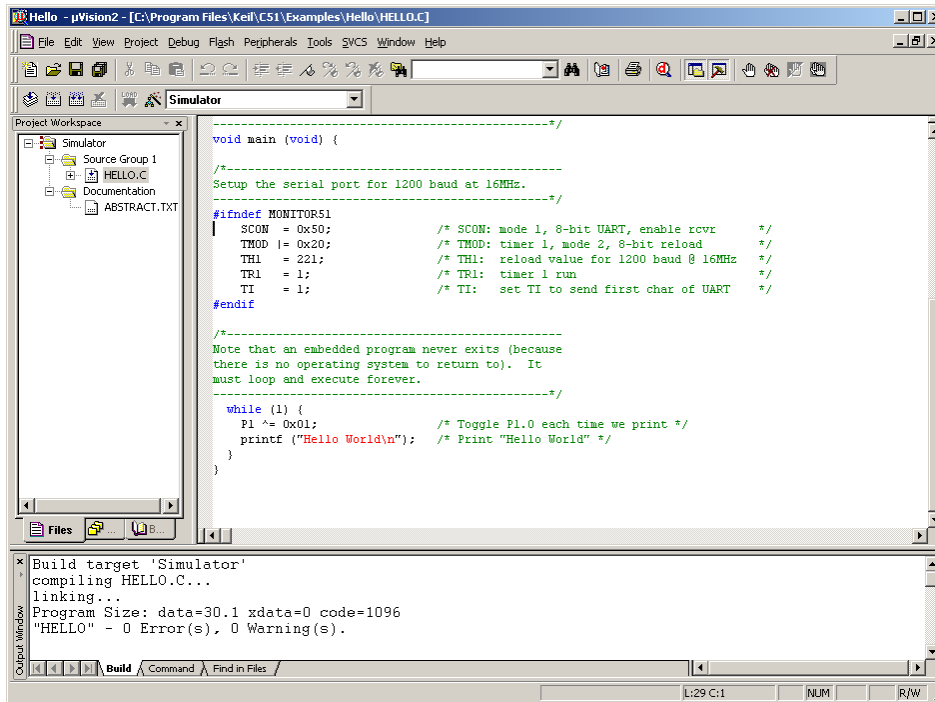 Hello - µVision2 - [C:\Program Files\Keil\C51\Examples\Hello\HELLO.C]
File Edit View Project Debug Flash Peripherals Tools SVCS Window Help
LOAD Simulator
Project Workspace
Simulator
Source Group 1
HELLO.C
Documentation
ABSTRACT.TXT
Files ... B...
------------------------------------------------*/
void main (void) {
/*------------------------------------------------
Setup the serial port for 1200 baud at 16MHz.
------------------------------------------------*/
#ifndef MONITOR51
    SCON  = 0x50;                /* SCON: mode 1, 8-bit UART, enable rcvr      */
    TMOD |= 0x20;                /* TMOD: timer 1, mode 2, 8-bit reload        */
    TH1   = 221;                 /* TH1:  reload value for 1200 baud @ 16MHz   */
    TR1   = 1;                   /* TR1:  timer 1 run                          */
    TI    = 1;                   /* TI:   set TI to send first char of UART    */
#endif
/*------------------------------------------------
Note that an embedded program never exits (because
there is no operating system to return to).  It
must loop and execute forever.
------------------------------------------------*/
  while (1) {
    P1 ^= 0x01;                  /* Toggle P1.0 each time we print */
    printf ("Hello World\n");   /* Print "Hello World" */
  }
}
Output Window
Build target 'Simulator'
compiling HELLO.C...
linking...
Program Size: data=30.1 xdata=0 code=1096
"HELLO" - 0 Error(s), 0 Warning(s).
Build Command Find in Files
L:29 C:1 NUM R/W